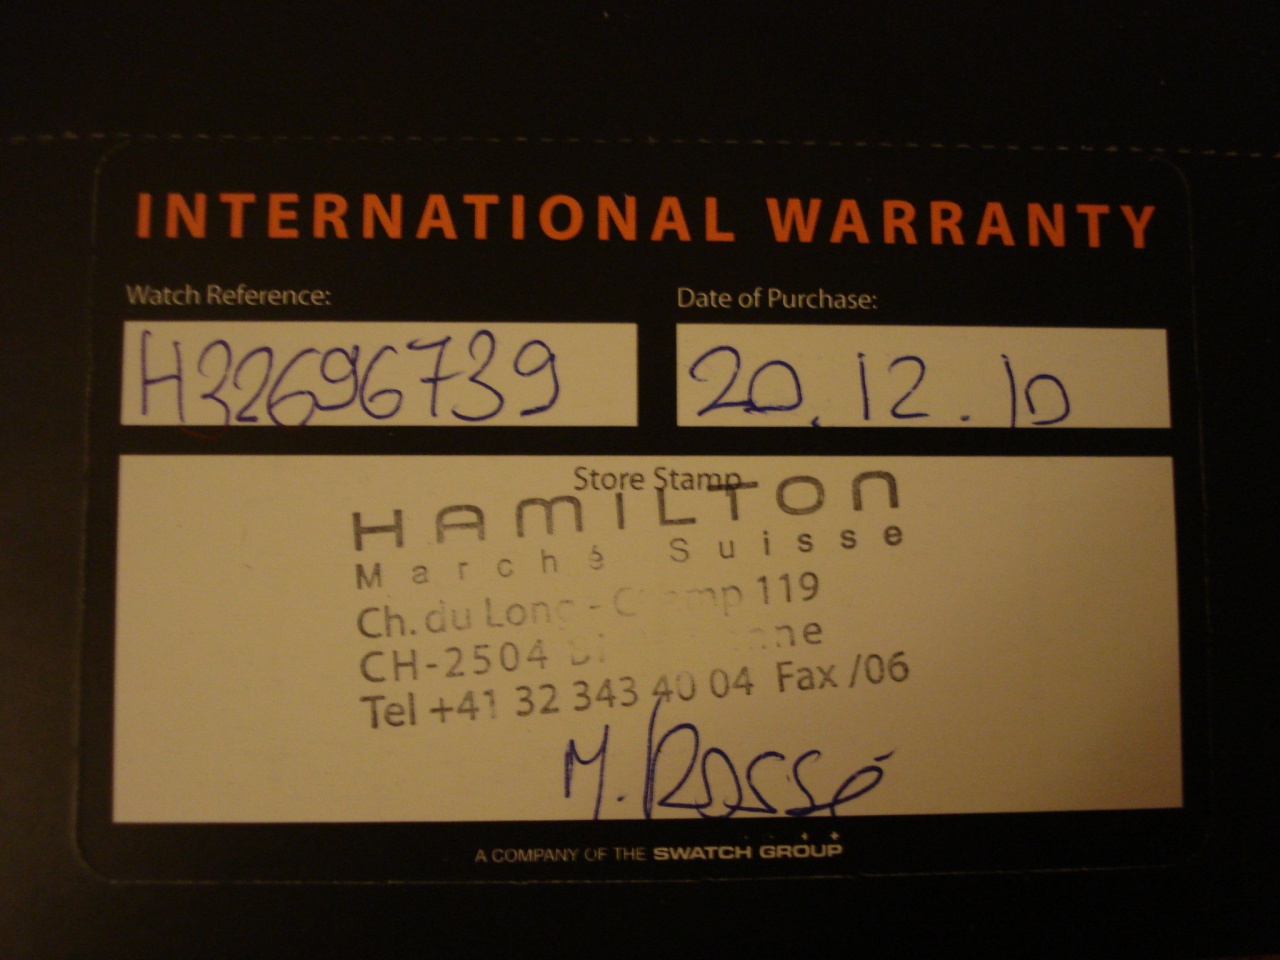 INTERNATIONAL WARRANTY
Watch Reference: Date of Purchase:
H32696739 20.12.10
Store Stamp
HAMILTON
Marché Suisse
Ch. du Long - Champ 119
CH-2504
Tel +41 32 343 40 04 Fax /06
M. Rossé
A COMPANY OF THE SWATCH GROUP